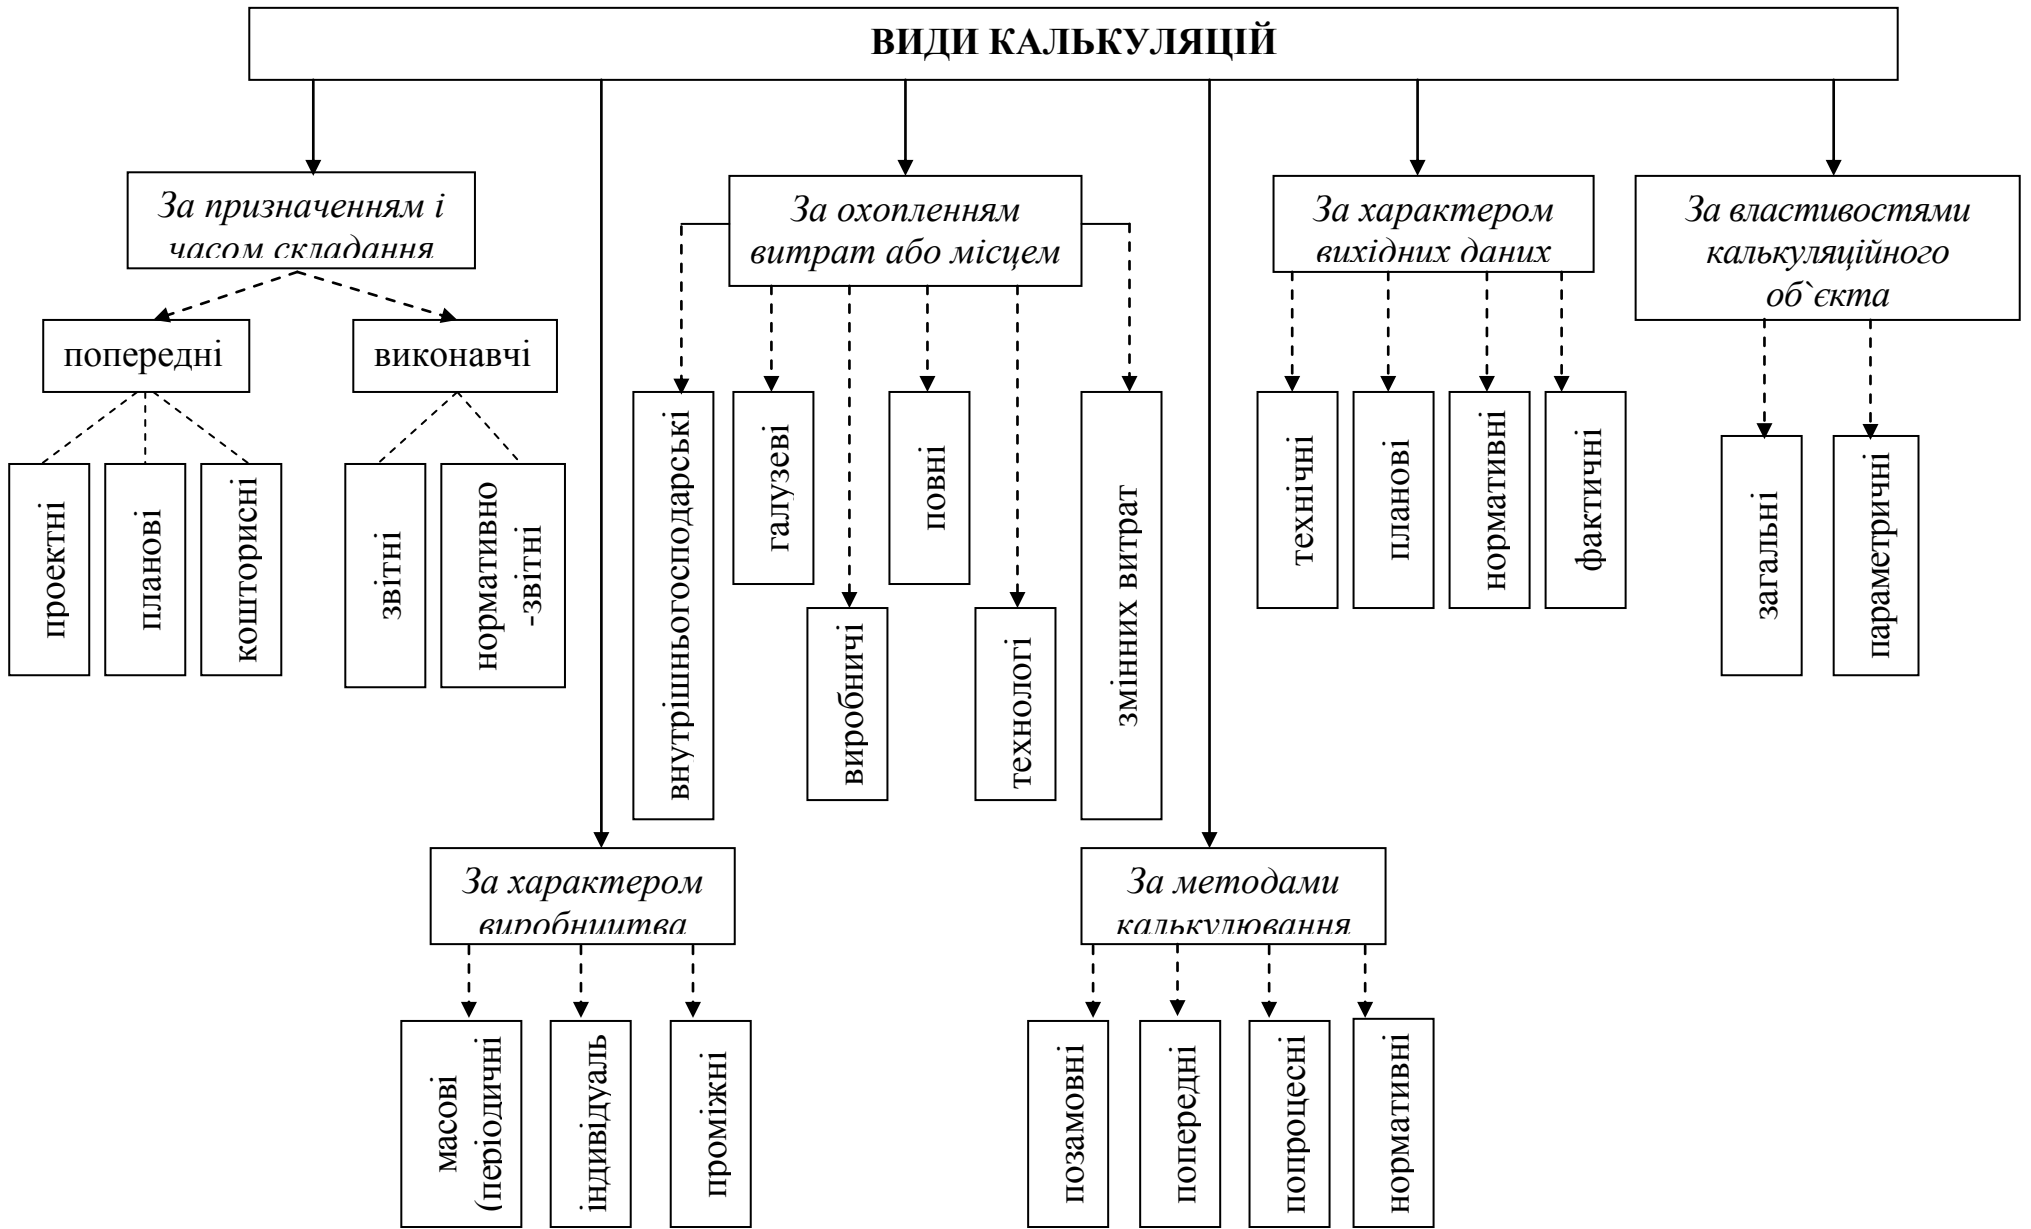 ВИДИ КАЛЬКУЛЯЦІЙ
За призначенням і
часом складання
За охопленням
витрат або місцем
За характером
вихідних даних
За властивостями
калькуляційного
об`єкта
попередні
виконавчі
проектні
планові
кошторисні
звітні
нормативно
-звітні
внутрішньогосподарські
галузеві
виробничі
повні
технологі
змінних витрат
технічні
планові
нормативні
фактичні
загальні
параметричні
За характером
виробництва
За методами
калькулювання
масові
(періодичні
індивідуаль
проміжні
позамовні
попередні
попроцесні
нормативні